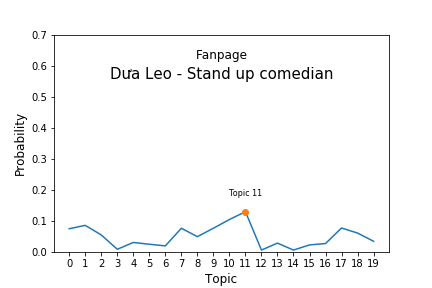 Fanpage
Dưa Leo - Stand up comedian
0.7
0.6
0.5
0.4
0.3
0.2
0.1
0.0
Probability
Topic 11
0 1 2 3 4 5 6 7 8 9 10 11 12 13 14 15 16 17 18 19
Topic